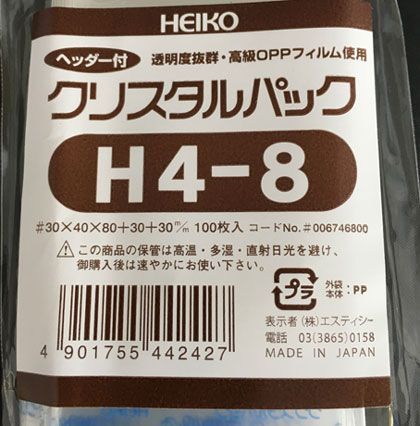 HEIKO
ヘッダー付 透明度抜群・高級OPPフィルム使用
クリスタルパック
H4-8
#30×40×80+30+30m/m 100枚入 コードNo.#006746800
⚠この商品の保管は高温・多湿・直射日光を避け、
御購入後は速やかにお使い下さい。
プラ
外袋
本体:PP
表示者(株)エスティシー
電話 03(3865)0158
MADE IN JAPAN
4 901755 442427